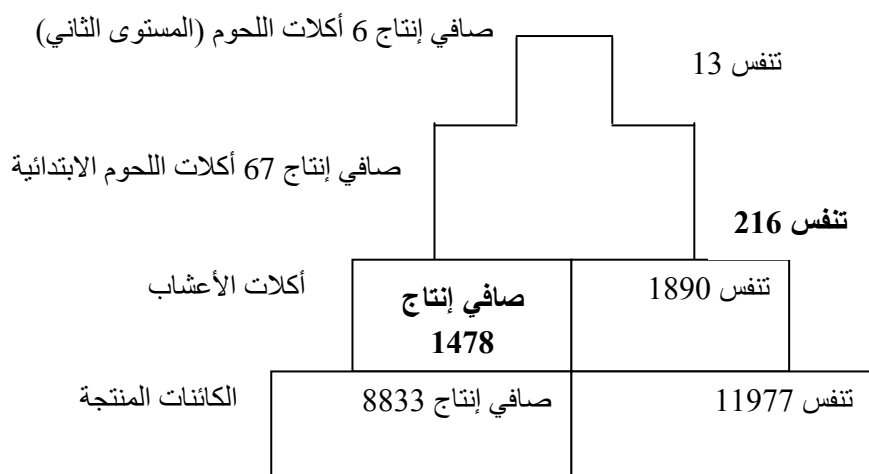 صافي إنتاج 6 أكلات اللحوم (المستوى الثاني)
تنفس 13
صافي إنتاج 67 أكلات اللحوم الابتدائية
تنفس 216
أكلات الأعشاب
صافي إنتاج
1478
تنفس 1890
الكائنات المنتجة
صافي إنتاج 8833
تنفس 11977